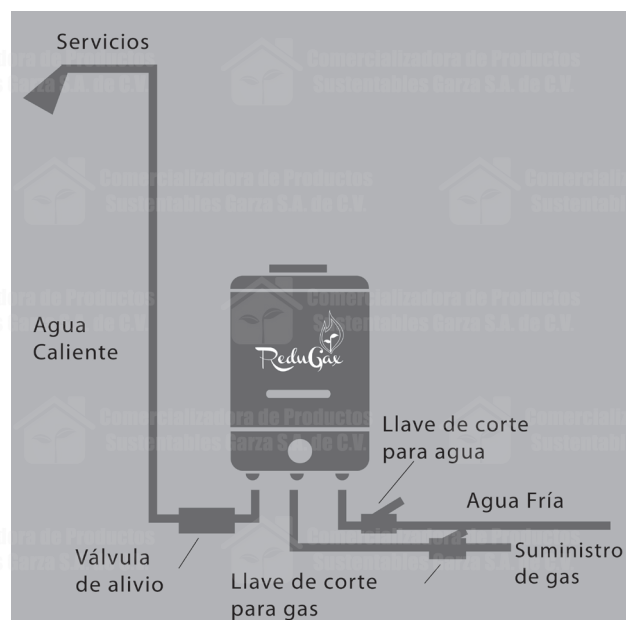 Servicios
Agua
Caliente
ReduGax
Llave de corte
para agua
Agua Fría
Válvula
de alivio
Llave de corte
para gas
Suministro
de gas
Comercializadora de Productos
Sustentables Garza S.A. de C.V.